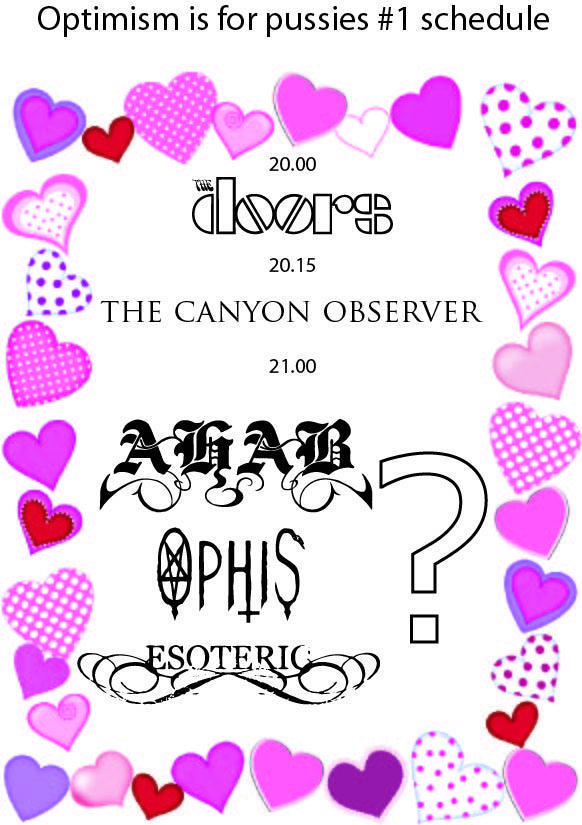 Optimism is for pussies #1 schedule
20.00
THE doors
20.15
THE CANYON OBSERVER
21.00
AHAB
?
OPHIS
ESOTERIC